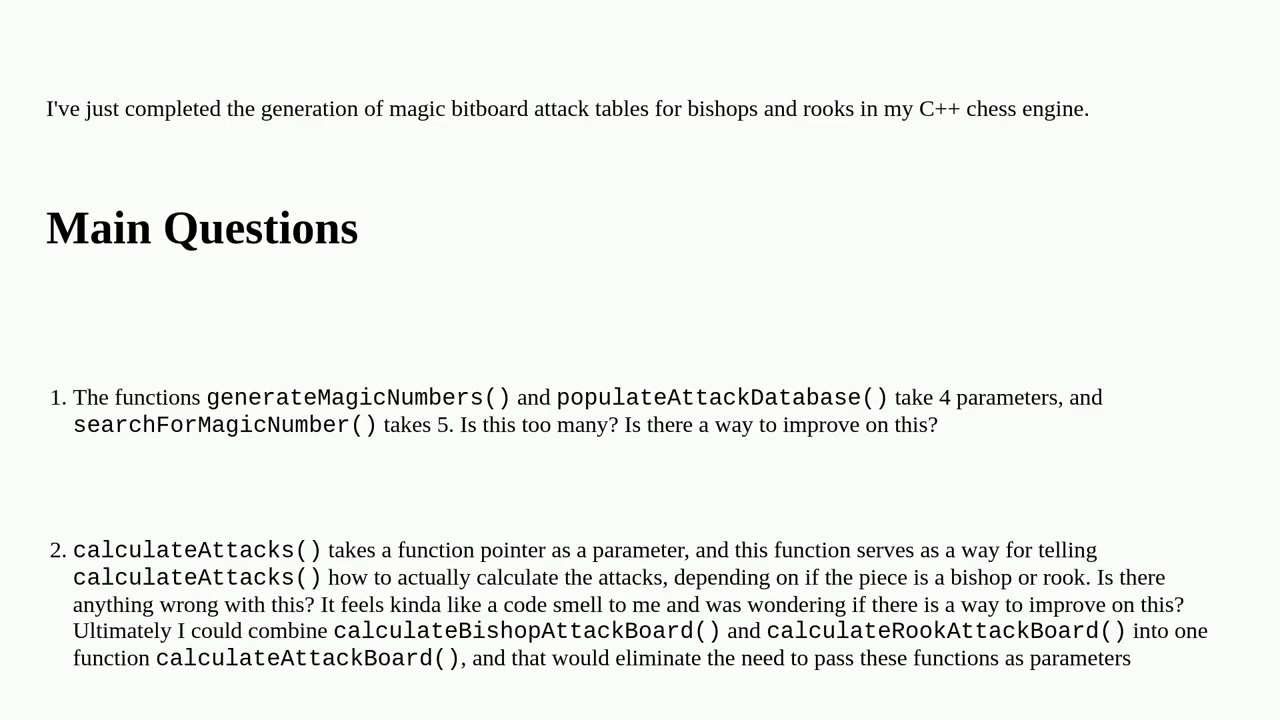 I've just completed the generation of magic bitboard attack tables for bishops and rooks in my C++ chess engine.
Main Questions
1. The functions generateMagicNumbers() and populateAttackDatabase() take 4 parameters, and
searchForMagicNumber() takes 5. Is this too many? Is there a way to improve on this?
2. calculateAttacks() takes a function pointer as a parameter, and this function serves as a way for telling
calculateAttacks() how to actually calculate the attacks, depending on if the piece is a bishop or rook. Is there
anything wrong with this? It feels kinda like a code smell to me and was wondering if there is a way to improve on this?
Ultimately I could combine calculateBishopAttackBoard() and calculateRookAttackBoard() into one
function calculateAttackBoard(), and that would eliminate the need to pass these functions as parameters